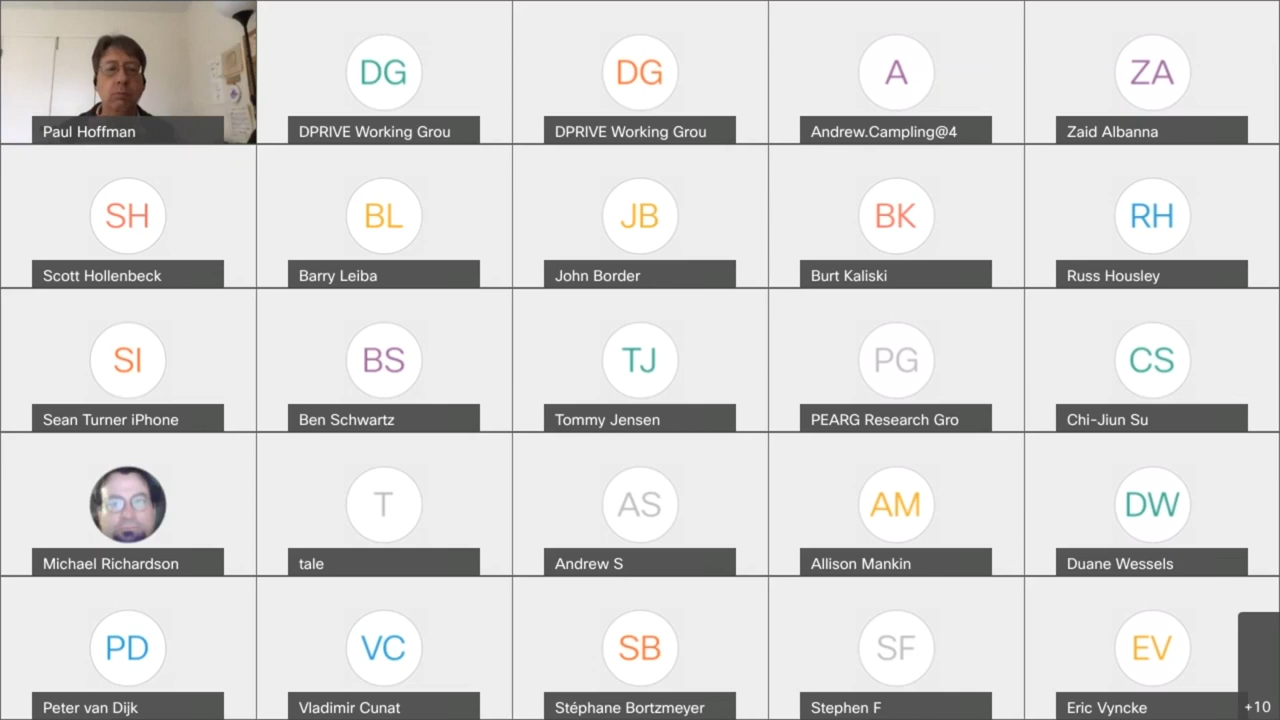 DG
DG
A
ZA
Paul Hoffman
DPRIVE Working Grou
DPRIVE Working Grou
Andrew.Campling@4
Zaid Albanna
SH
BL
JB
BK
RH
Scott Hollenbeck
Barry Leiba
John Border
Burt Kaliski
Russ Housley
SI
BS
TJ
PG
CS
Sean Turner iPhone
Ben Schwartz
Tommy Jensen
PEARG Research Gro
Chi-Jiun Su
T
AS
AM
DW
Michael Richardson
tale
Andrew S
Allison Mankin
Duane Wessels
PD
VC
SB
SF
EV
Peter van Dijk
Vladimir Cunat
Stéphane Bortzmeyer
Stephen F
Eric Vyncke
+10